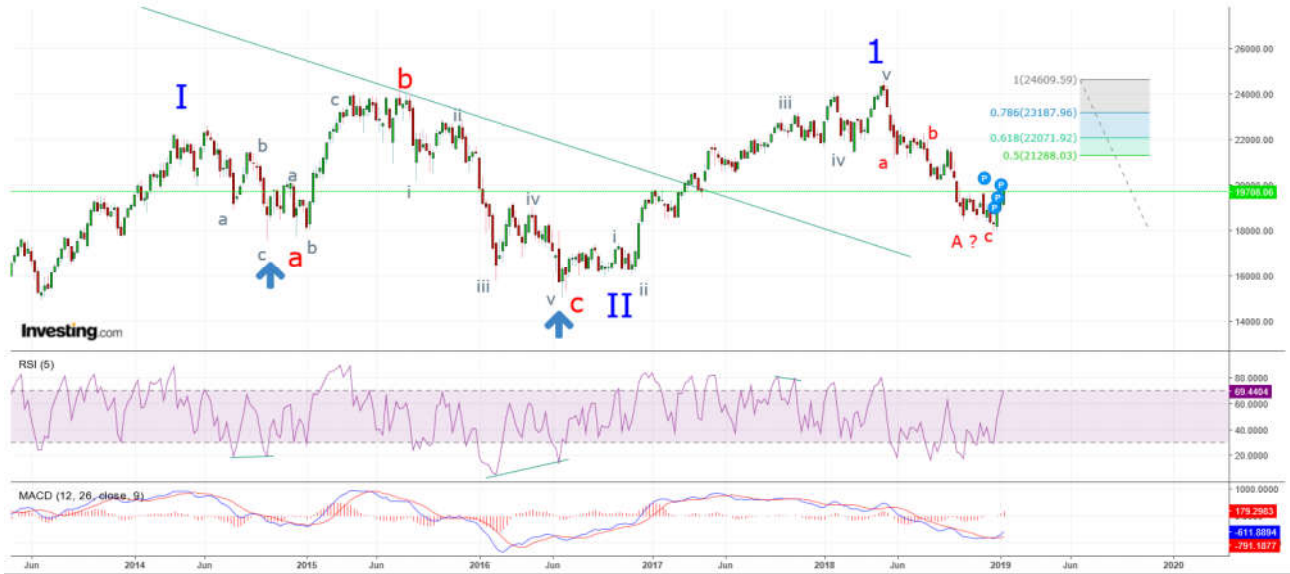 1
26000.00
I
b
c
v
1(24609.59)
24000.00
iii
0.786(23187.96)
ii
b
22000.00
0.618(22071.92)
b
iv
a
0.5(21288.03)
a
i
20000.00
P
P
P
P
19708.06
iv
a
b
i
A ?
c
18000.00
c
a
iii
ii
16000.00
v
c
II
Investing.com
14000.00
RSI (5)
80.0000
69.4404
60.0000
40.0000
20.0000
MACD (12, 26, close, 9)
1000.0000
179.2983
-611.8894
-791.1877
Jun
2014
Jun
2015
Jun
2016
Jun
2017
Jun
2018
Jun
2019
Jun
2020